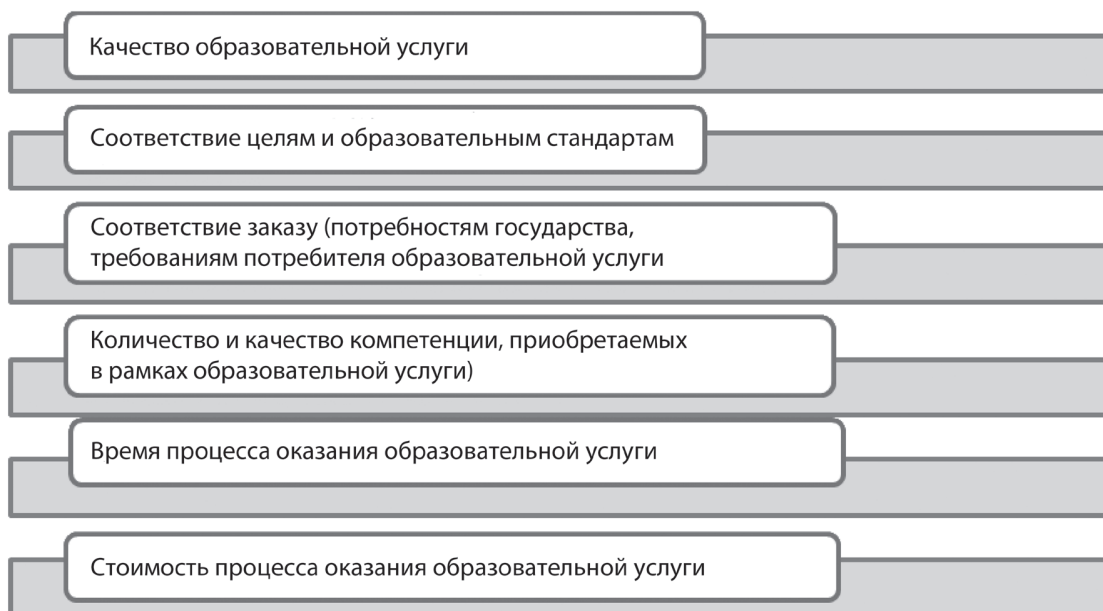 Качество образовательной услуги
Соответствие целям и образовательным стандартам
Соответствие заказу (потребностям государства,
требованиям потребителя образовательной услуги
Количество и качество компетенции, приобретаемых
в рамках образовательной услуги)
Время процесса оказания образовательной услуги
Стоимость процесса оказания образовательной услуги